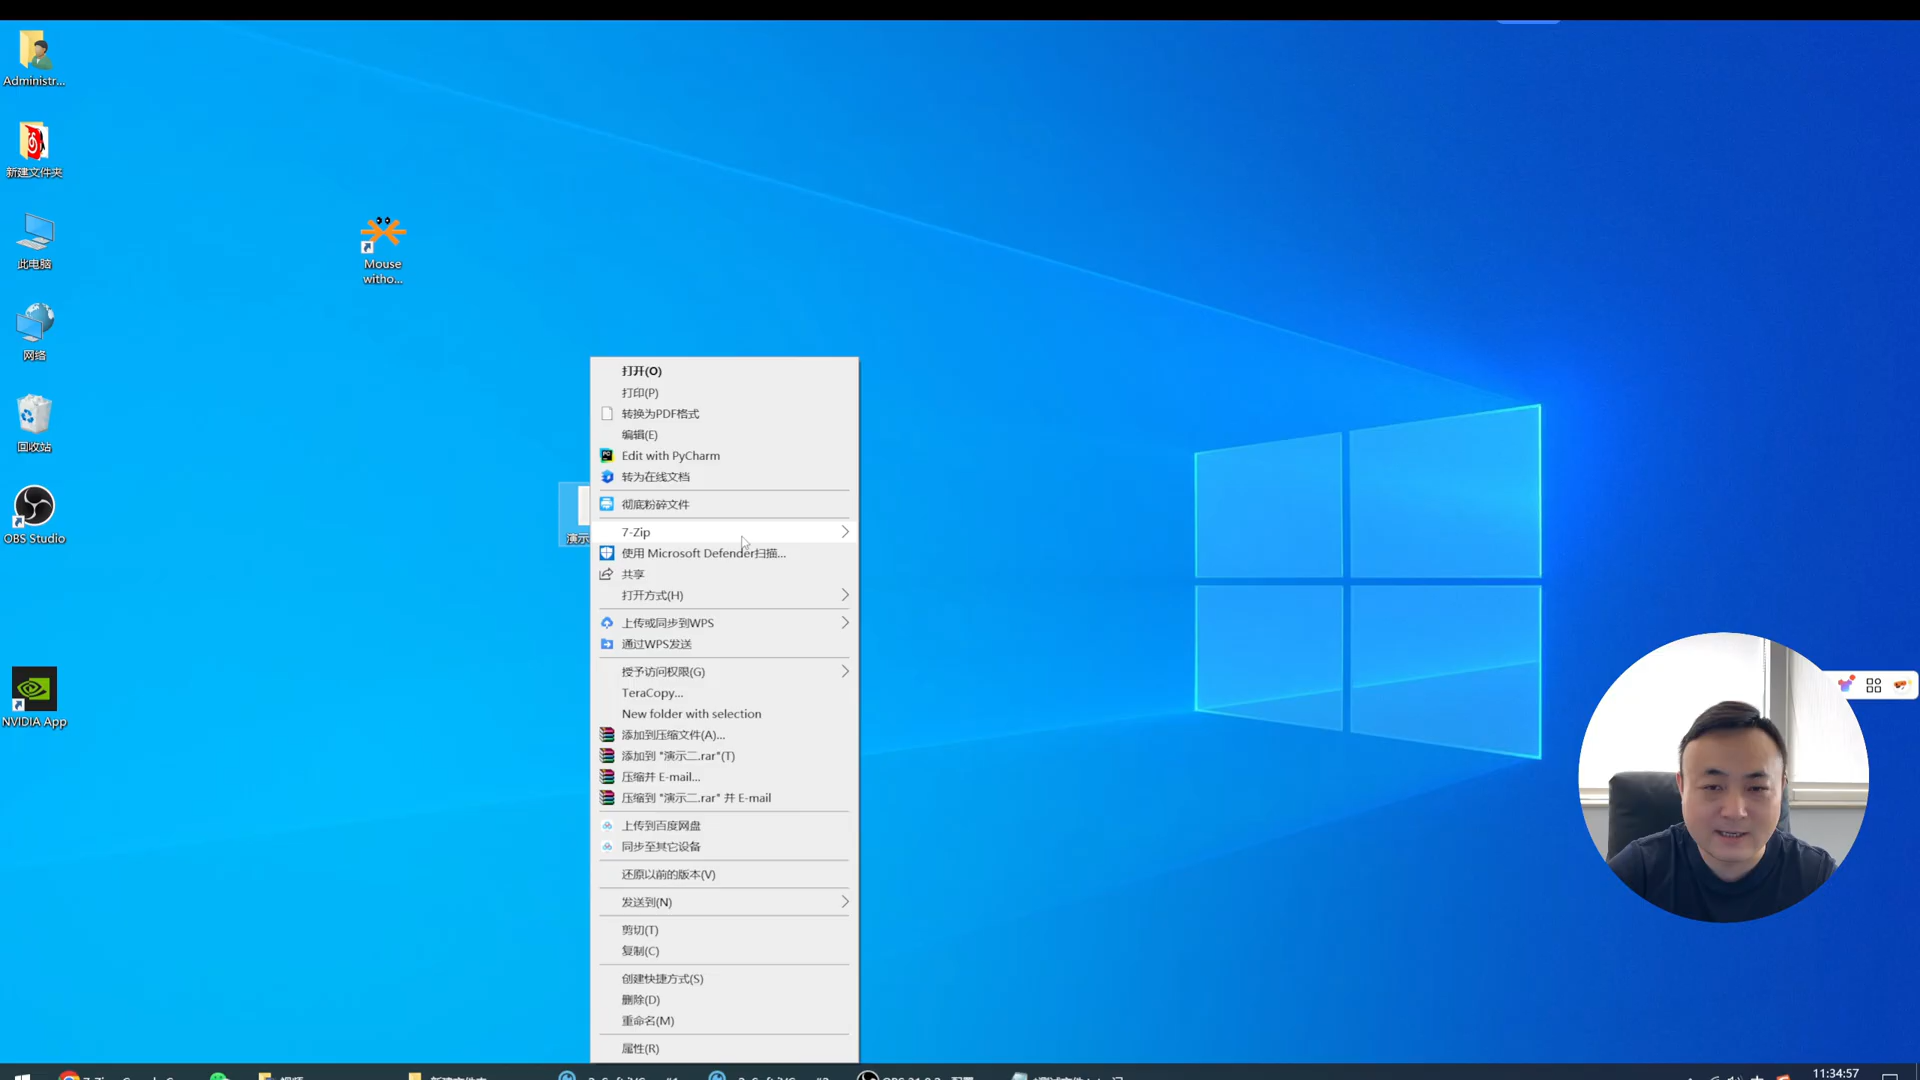 Administr...
新建文件夹
此电脑
网络
回收站
OBS Studio
NVIDIA App
Mouse
witho...
演示
打开(O)
打印(P)
转换为PDF格式
编辑(E)
Edit with PyCharm
转为在线文档
彻底粉碎文件
7-Zip
使用 Microsoft Defender扫描...
共享
打开方式(H)
上传或同步到WPS
通过WPS发送
授予访问权限(G)
TeraCopy...
New folder with selection
添加到压缩文件(A)...
添加到 "演示二.rar"(T)
压缩并 E-mail...
压缩到 "演示二.rar" 并 E-mail
上传到百度网盘
同步至其它设备
还原以前的版本(V)
发送到(N)
剪切(T)
复制(C)
创建快捷方式(S)
删除(D)
重命名(M)
属性(R)
11:34:57